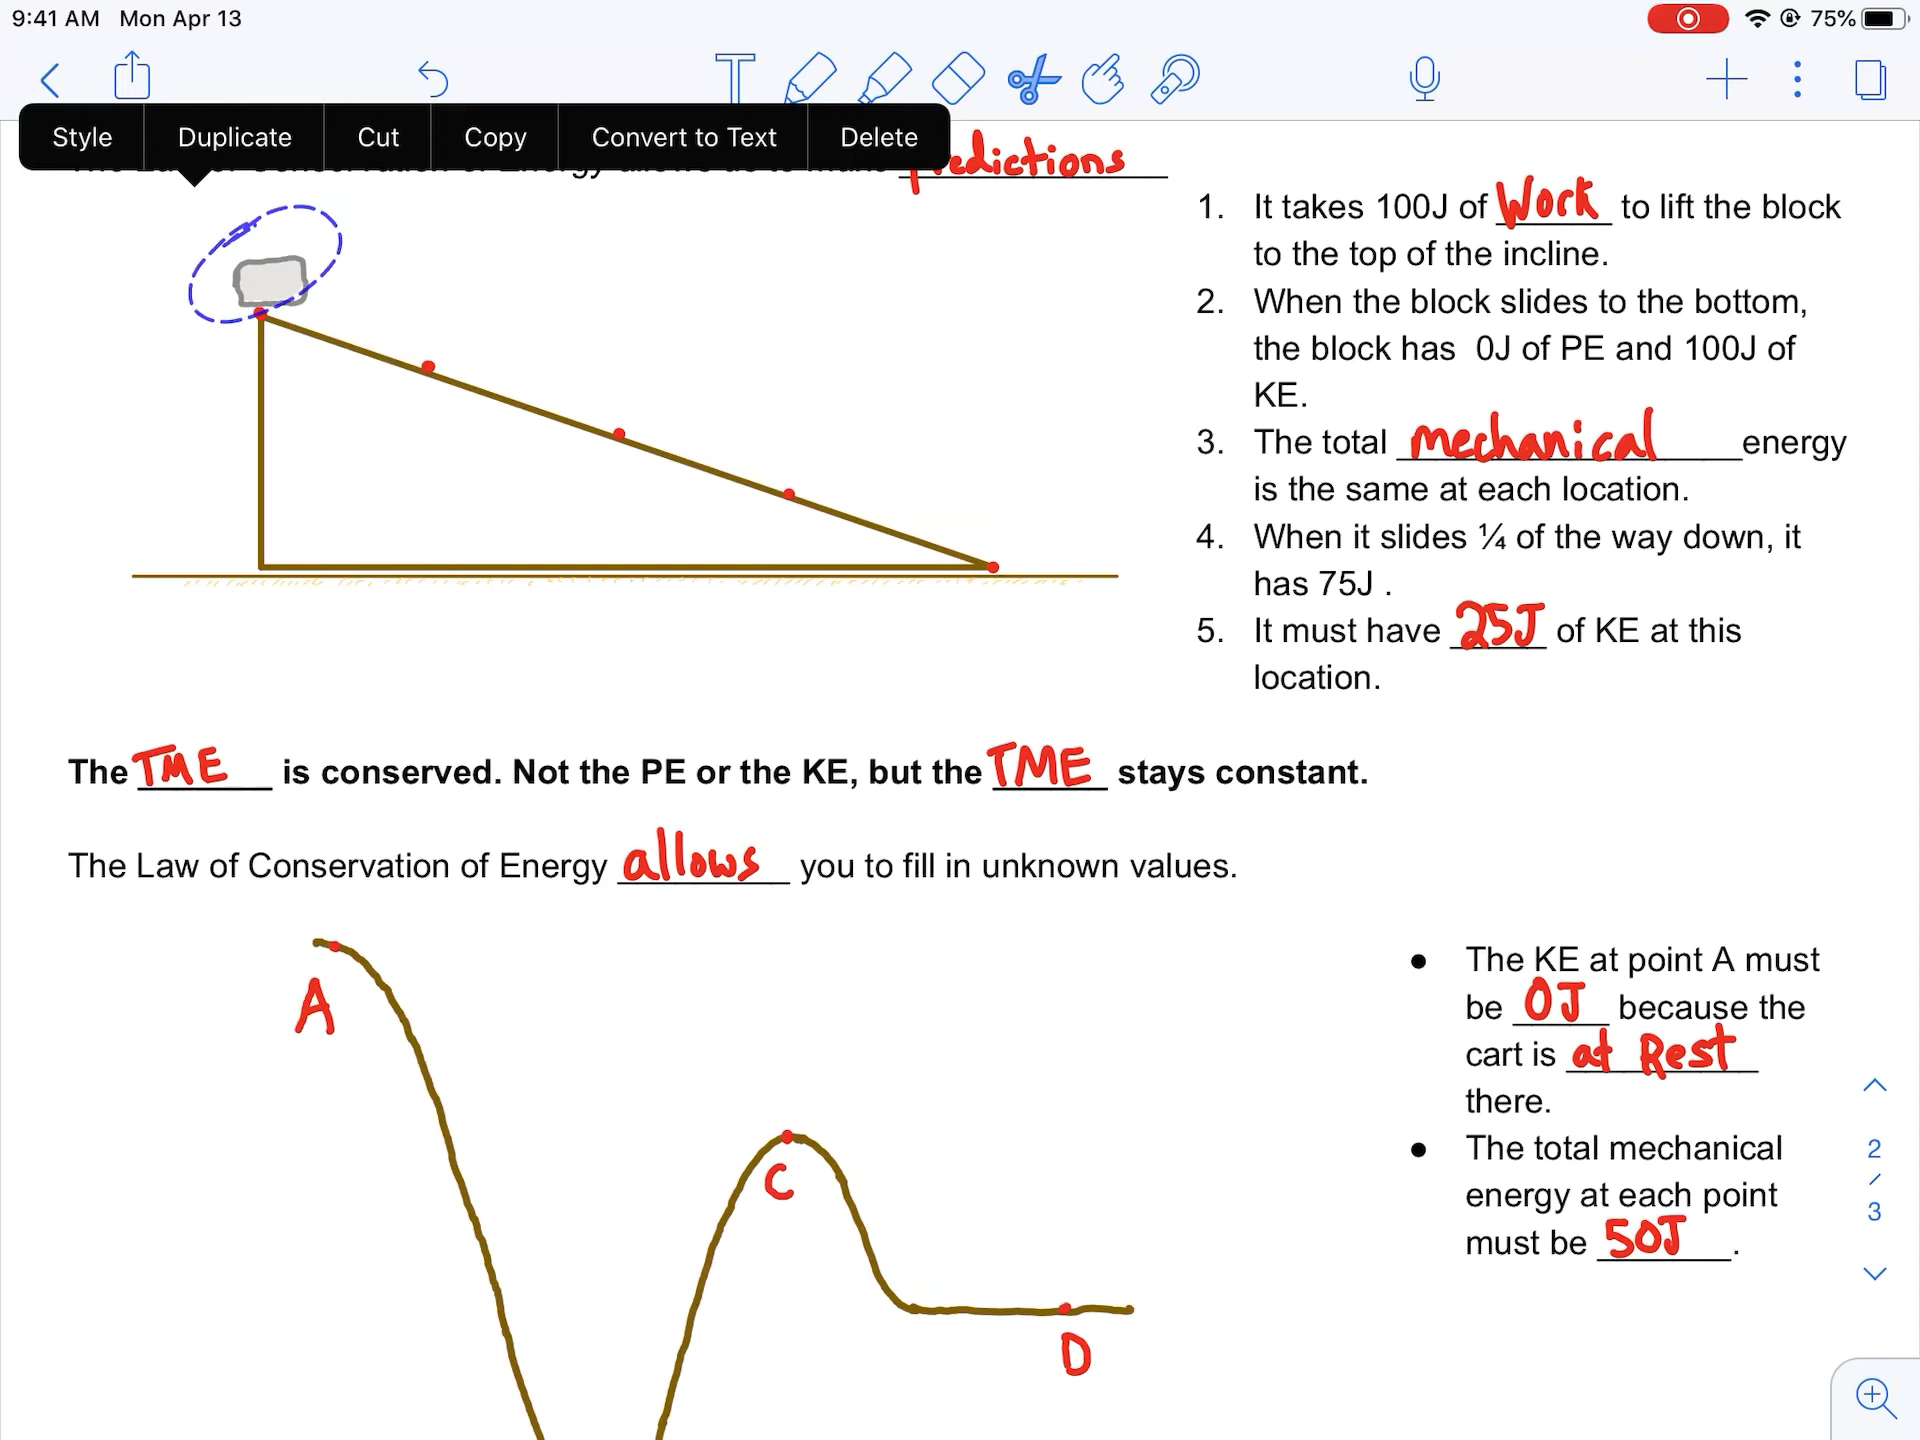 9:41 AM Mon Apr 13
75%
Style Duplicate Cut Copy Convert to Text Delete
predictions
1. It takes 100J of Work to lift the block
to the top of the incline.
2. When the block slides to the bottom,
the block has 0J of PE and 100J of
KE.
3. The total mechanical energy
is the same at each location.
4. When it slides ¼ of the way down, it
has 75J .
5. It must have 25J of KE at this
location.
The TME is conserved. Not the PE or the KE, but the TME stays constant.
The Law of Conservation of Energy allows you to fill in unknown values.
A
C
D
● The KE at point A must
be 0J because the
cart is at Rest
there.
● The total mechanical
energy at each point
must be 50J .
2
/
3